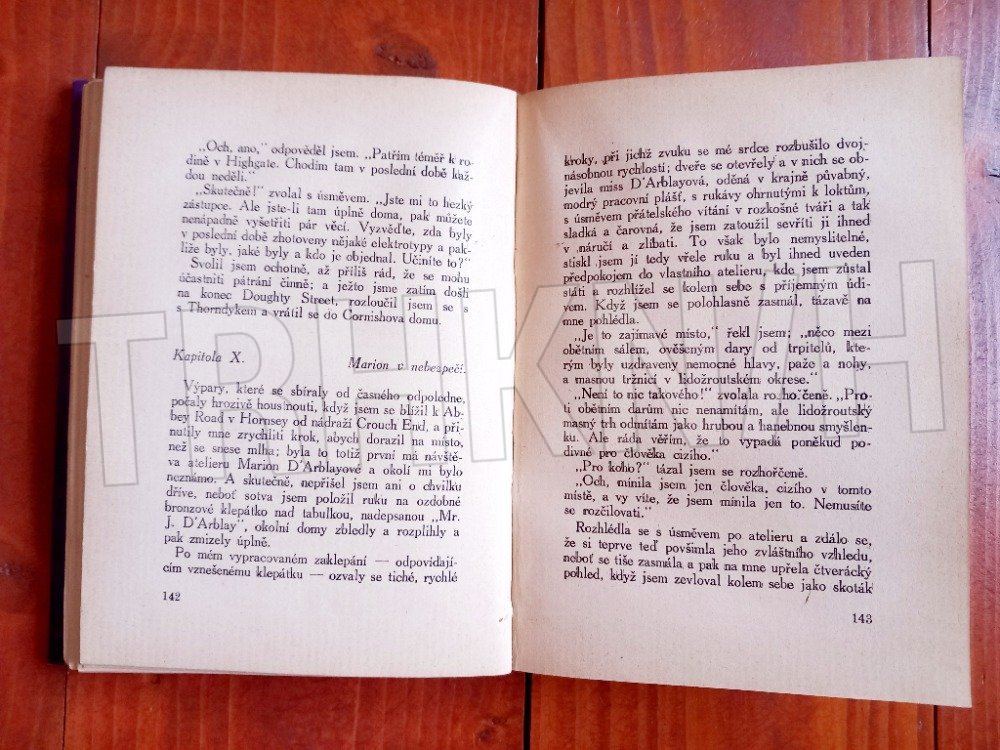 „Och, ano,“ odpověděl jsem. „Patřím téměř k ro-
dině v Highgate. Chodím tam v poslední době kaž-
dou neděli.“
„Skutečně!“ zvolal s úsměvem. „Jste mi to hezký
zástupce. Ale jste-li tam úplně doma, pak můžete
nenápadně vyšetřiti pár věcí. Vyzvěďte, zda byly
v poslední době zhotoveny nějaké elektrotypy a pak-
liže byly, jaké byly a kdo je objednal. Učiníte to?“
Svolil jsem ochotně, až příliš rád, že se mohu
účastniti pátrání činně; a ježto jsme zatím došli
na konec Doughty Street, rozloučil jsem se s
s Thorndykem a vrátil se do Cornishova domu.
Kapitola X. Marion v nebezpečí.
Výpary, které se sbíraly od časného odpoledne,
počaly hrozivě houstnouti, když jsem se blížil k Ab-
bey Road v Hornsey od nádraží Crouch End, a při-
nutily mne zrychliti krok, abych dorazil na místo,
než se snese mlha; byla to totiž první má návště-
va atelieru Marion D'Arblayové a okolí mi bylo
neznámo. A skutečně, nepřišel jsem ani o chvilku
dříve, neboť sotva jsem položil ruku na ozdobné
bronzové klepátko nad tabulkou, nadepsanou „Mr.
J. D'Arblay“, okolní domy zbledly a rozplihly a
pak zmizely úplně.
Po mém vypracovaném zaklepání — odpovídají-
cím vznešenému klepátku — ozvaly se tiché, rychlé
142
kroky, při jichž zvuku se mé srdce rozbušilo dvoj-
násobnou rychlostí; dveře se otevřely a v nich se ob-
jevila miss D'Arblayová, oděná v krajně půvabný,
modrý pracovní plášť, s rukávy ohrnutými k loktům,
s úsměvem přátelského vítání v rozkošné tváři a tak
sladká a čarovná, že jsem zatoužil sevříti ji ihned
v náručí a zlíbati. To však bylo nemyslitelné,
stiskl jsem jí tedy vřele ruku a byl ihned uveden
předpokojem do vlastního atelieru, kde jsem zůstal
státi a rozhlížel se kolem sebe s příjemným údi-
vem. Když jsem se polohlasně zasmál, tázavě na
mne pohlédla.
„Je to zajímavé místo,“ řekl jsem; „něco mezi
obětním sálem, ověšeným dary od trpitelů, kte-
rým byly uzdraveny nemocné hlavy, paže a nohy,
a masnou tržnicí v lidožroutském okrese.“
„Není to nic takového!“ zvolala rozhořčeně. „Pro-
ti obětním darům nic nenamítám, ale lidožroutský
masný trh odmítám jako hrubou a hanebnou smyšlen-
ku. Ale ráda věřím, že to vypadá poněkud po-
divné pro člověka cizího.“
„Pro koho?“ tázal jsem se rozhořčeně.
„Och, mínila jsem jen člověka, cizího v tomto
místě, a vy víte, že jsem mínila jen to. Nemusíte
se rozčilovati.“
Rozhlédla se s úsměvem po atelieru a zdálo se,
že si teprve teď povšimla jeho zvláštního vzhledu,
neboť se tiše zasmála a pak na mne upřela čtverácký
pohled, když jsem zevloval kolem sebe jako skoták
143
TRHKNIH